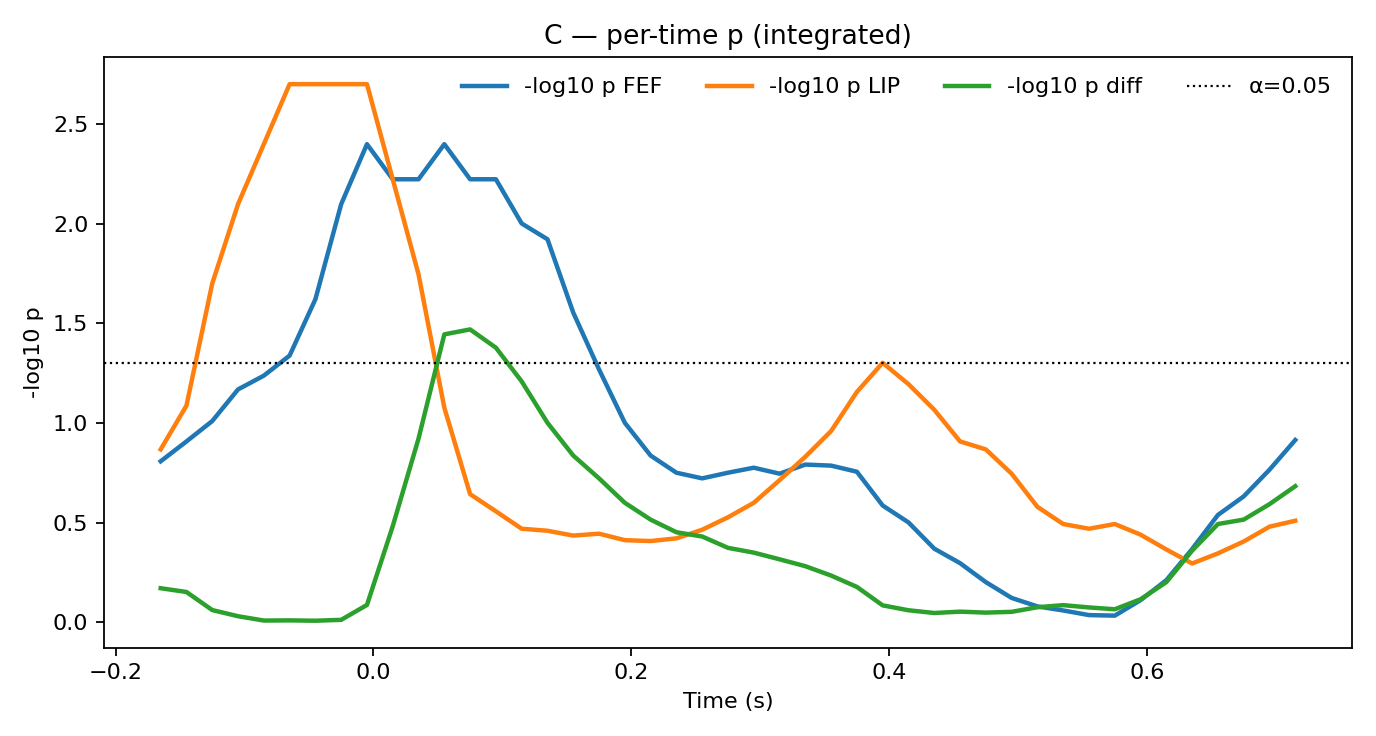 C — per-time p (integrated)
-log10 p FEF -log10 p LIP -log10 p diff α=0.05
-log10 p
2.5
2.0
1.5
1.0
0.5
0.0
−0.2 0.0 0.2 0.4 0.6
Time (s)